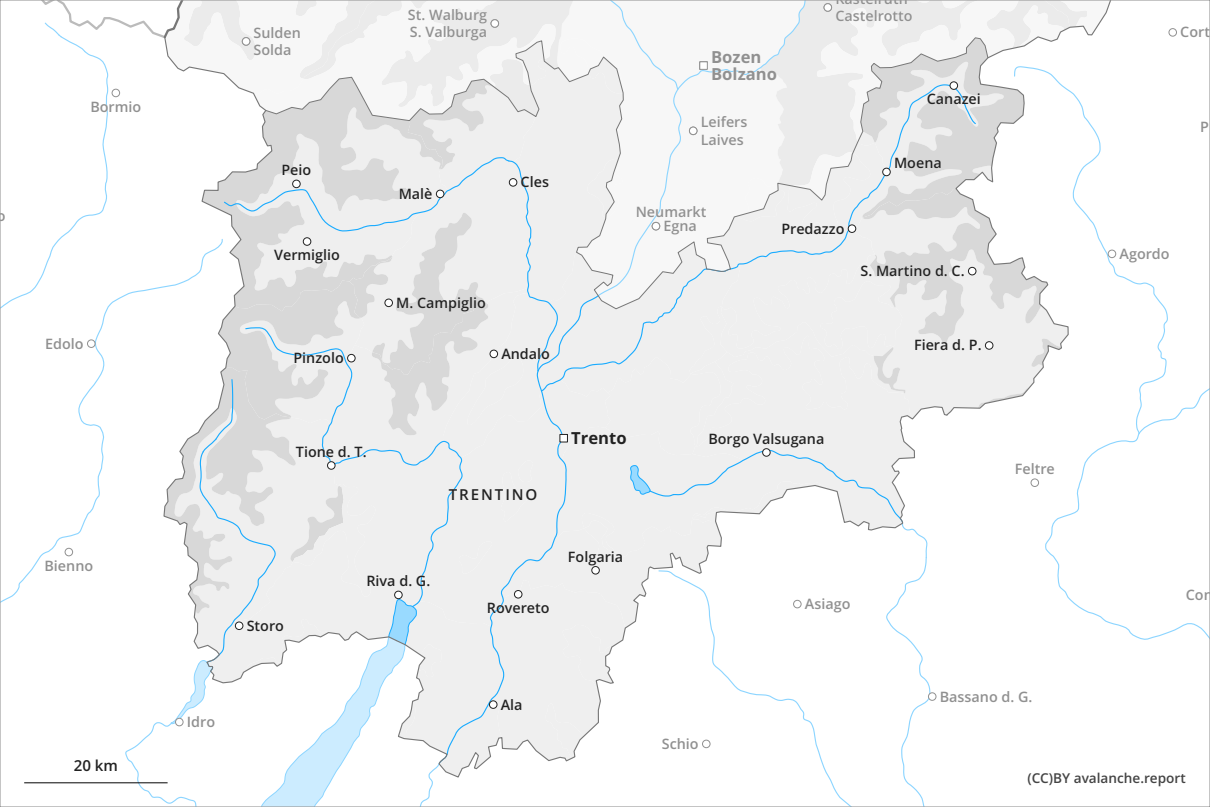 Kastelruth
Castelrotto
St. Walburg
S. Valburga
Sulden
Solda
Cort
Bozen
Bolzano
Bormio
Canazei
Leifers
Laives
P
Moena
Peio
Malè
Cles
Neumarkt
Egna
Predazzo
Vermiglio
Agordo
S. Martino d. C.
M. Campiglio
Edolo
Pinzolo
Andalo
Fiera d. P.
Trento
Borgo Valsugana
Tione d. T.
Feltre
TRENTINO
Bienno
Folgaria
Riva d. G.
Cor
Rovereto
Asiago
Storo
Bassano d. G.
Ala
Idro
Schio
20 km
(CC)BY avalanche.report